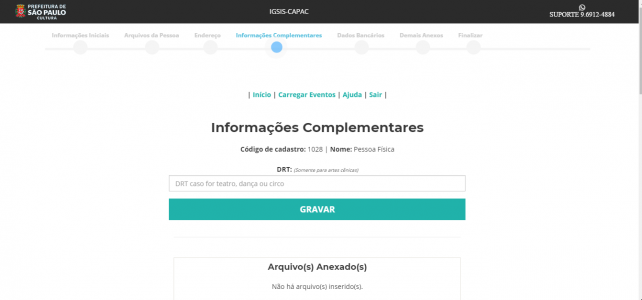 PREFEITURA DE
SÃO PAULO
CULTURA
IGSIS-CAPAC
SUPORTE 9.6912-4884
Informações Iniciais
Arquivos da Pessoa
Endereço
Informações Complementares
Dados Bancários
Demais Anexos
Finalizar
| Início | Carregar Eventos | Ajuda | Sair |
Informações Complementares
Código de cadastro: 1028 | Nome: Pessoa Física
DRT: (Somente para artes cênicas)
DRT caso for teatro, dança ou circo
GRAVAR
Arquivo(s) Anexado(s)
Não há arquivo(s) inserido(s).